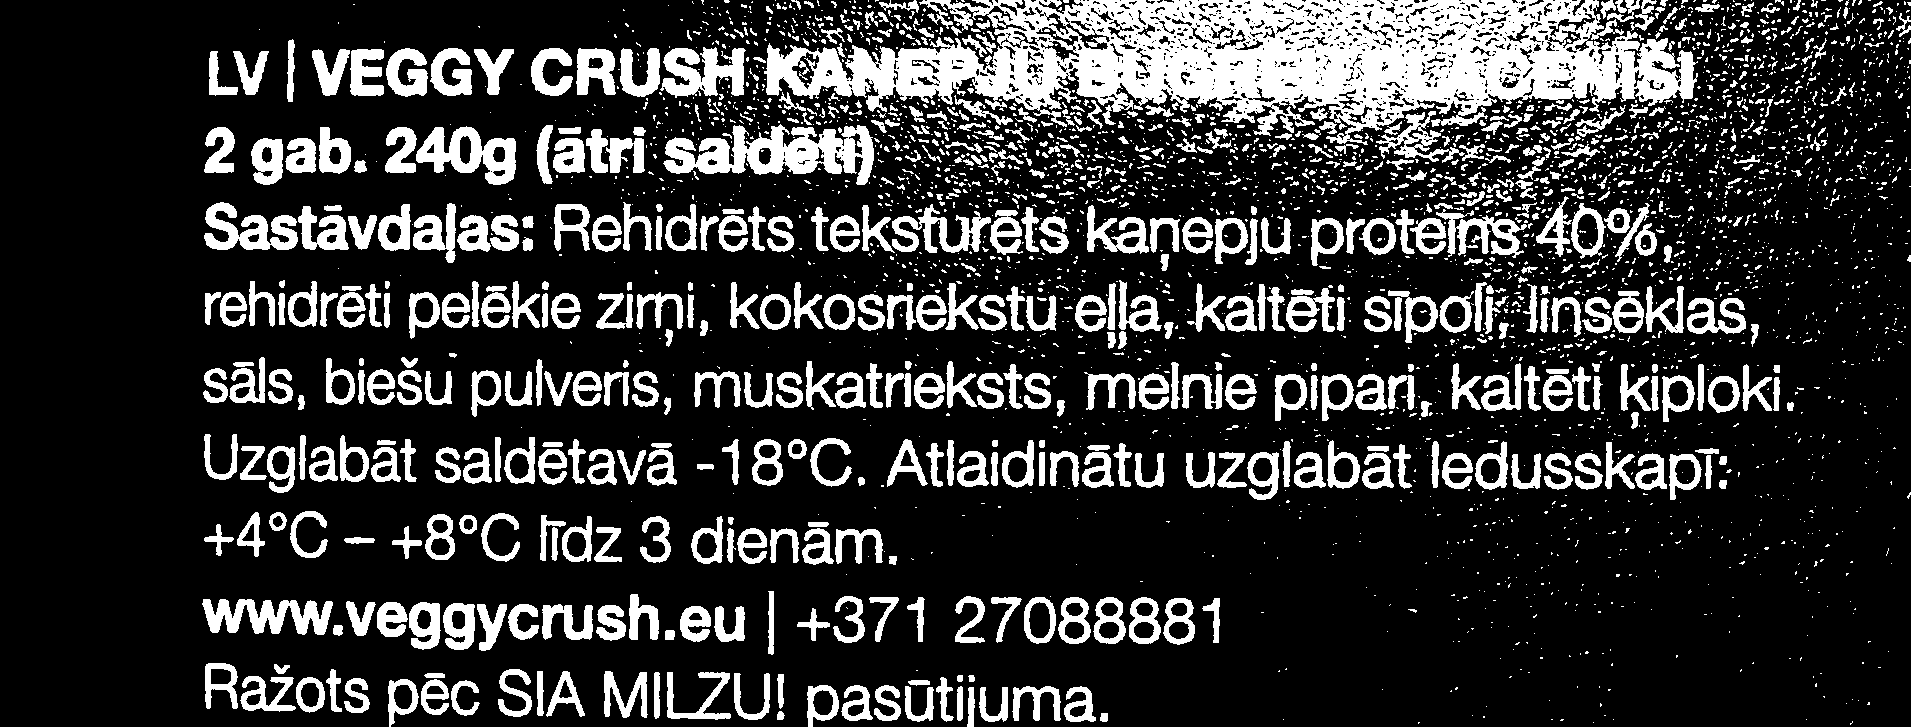 LV | VEGGY CRUSH KAŅEPJU PLĀCENĪŠI
2 gab. 240g (ātri saldēti)
Sastāvdaļas: Rehidrēts teksturēts kaņepju proteīns 40%,
rehidrēti pelēkie zirņi, kokosriekstu eļļa, kaltēti sīpoli, linsēklas,
sāls, biešu pulveris, muskatrieksts, melnie pipari, kaltēti ķiploki.
Uzglabāt saldētavā -18°C. Atlaidinātu uzglabāt ledusskapī:
+4°C – +8°C līdz 3 dienām.
www.veggycrush.eu | +371 27088881
Ražots pēc SIA MILZU! pasūtījuma.